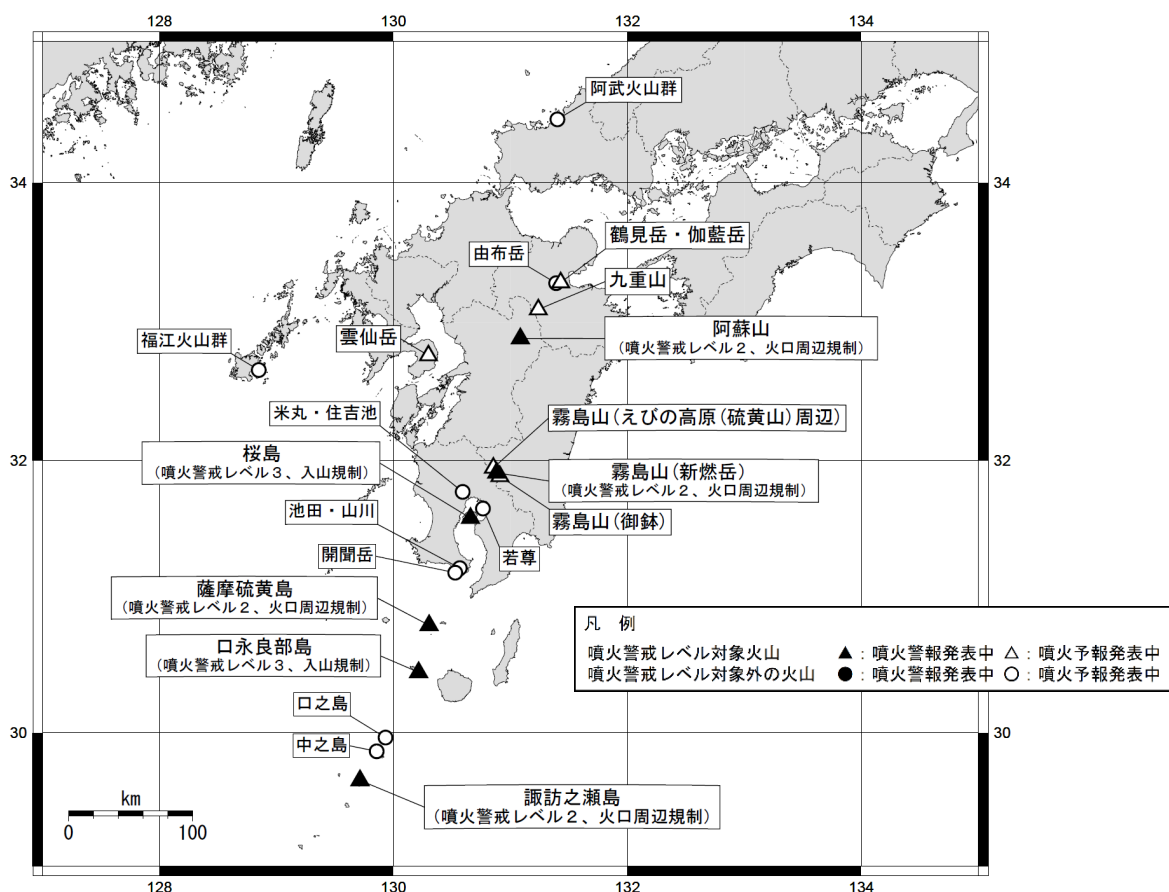 128
130
132
134
阿武火山群
34
34
鶴見岳・伽藍岳
由布岳
九重山
阿蘇山
(噴火警戒レベル2、火口周辺規制)
雲仙岳
福江火山群
米丸・住吉池
霧島山(えびの高原(硫黄山)周辺)
桜島
(噴火警戒レベル3、入山規制)
32
32
霧島山(新燃岳)
(噴火警戒レベル2、火口周辺規制)
池田・山川
霧島山(御鉢)
開聞岳
若尊
薩摩硫黄島
(噴火警戒レベル2、火口周辺規制)
口永良部島
(噴火警戒レベル3、入山規制)
凡 例
噴火警戒レベル対象火山 ▲:噴火警報発表中 △:噴火予報発表中
噴火警戒レベル対象外の火山 ●:噴火警報発表中 ○:噴火予報発表中
口之島
30
30
中之島
諏訪之瀬島
(噴火警戒レベル2、火口周辺規制)
km
0 100
128
130
132
134